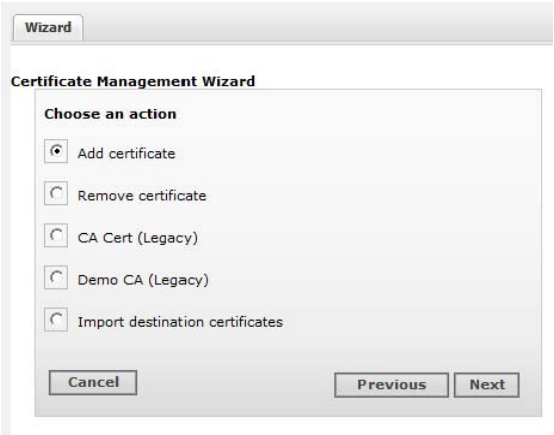 Wizard
Certificate Management Wizard
Choose an action
Add certificate
Remove certificate
CA Cert (Legacy)
Demo CA (Legacy)
Import destination certificates
Cancel Previous Next